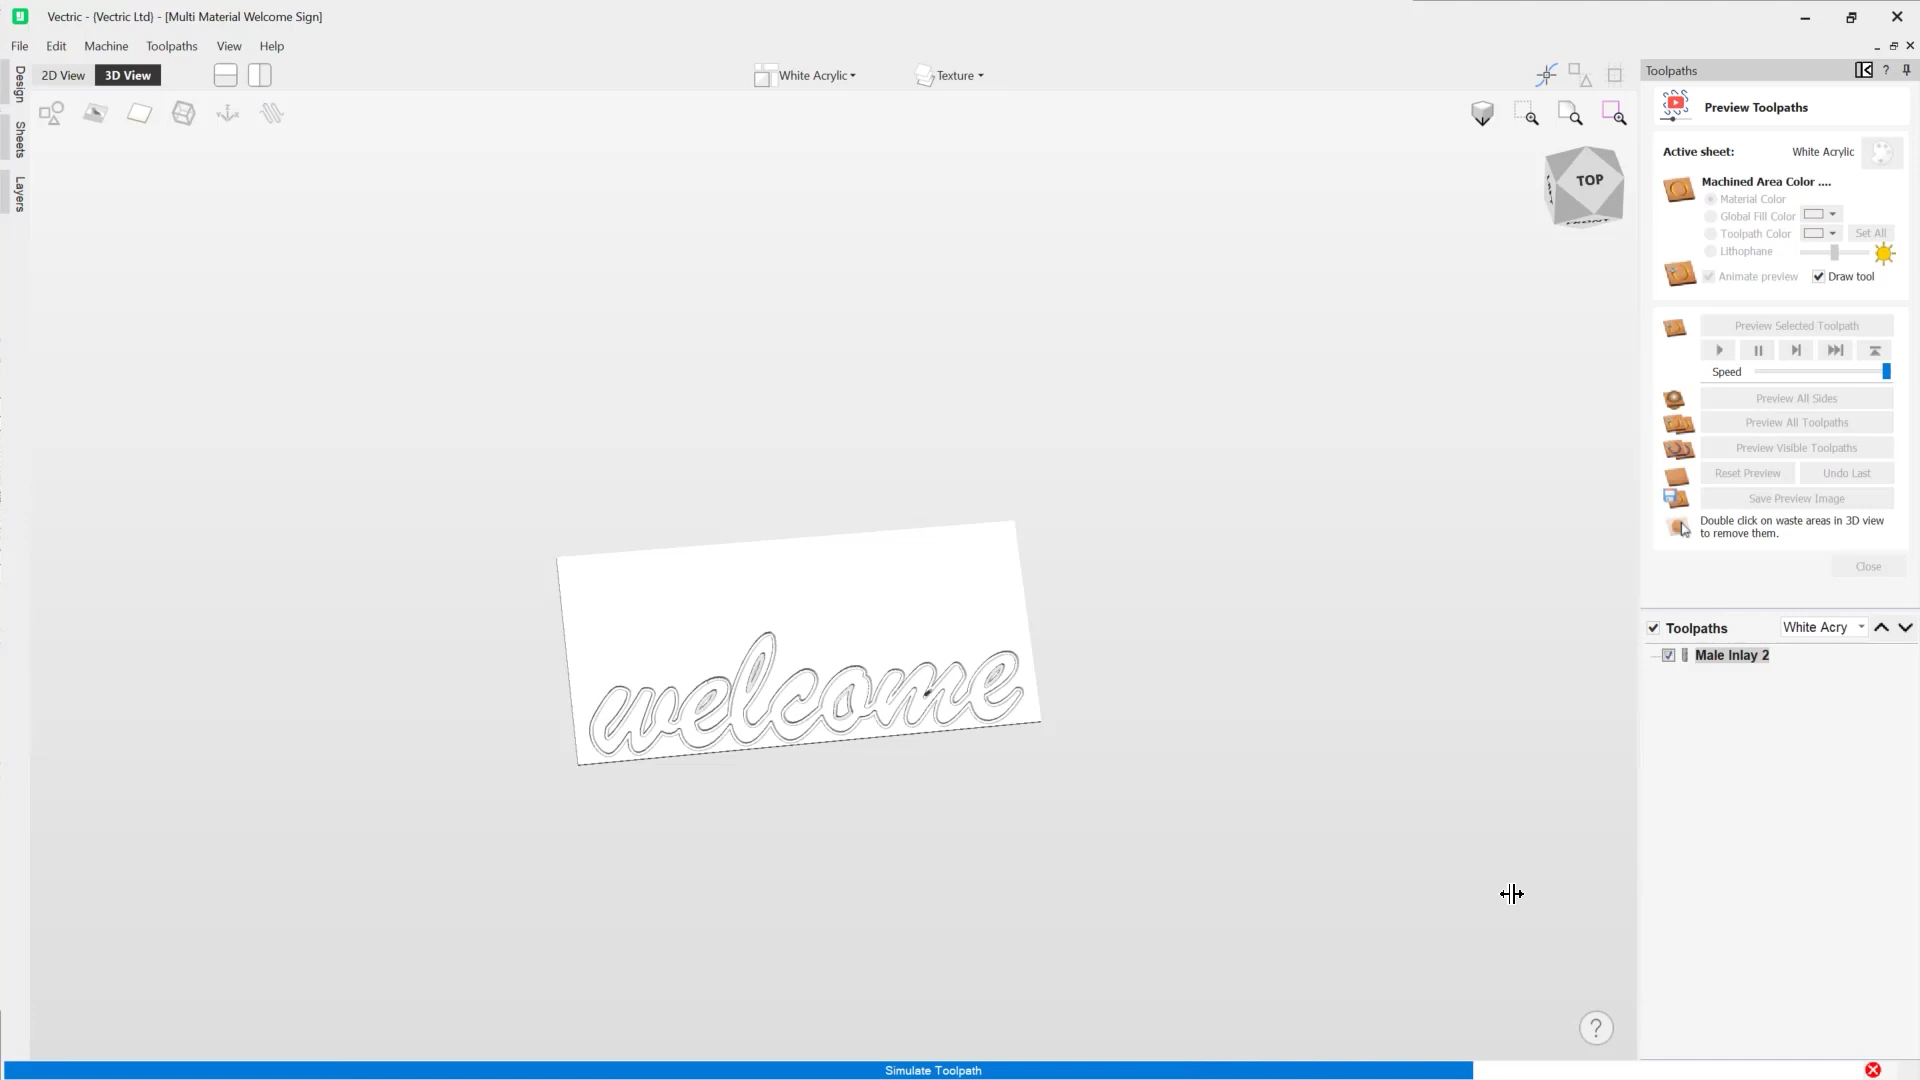 Vectric - {Vectric Ltd} - [Multi Material Welcome Sign]
File Edit Machine Toolpaths View Help
2D View 3D View White Acrylic Texture
Toolpaths ?
Design
Sheets
Layers
TOP
FRONT
Preview Toolpaths
Active sheet: White Acrylic
Machined Area Color ....
Material Color
Global Fill Color
Toolpath Color Set All
Lithophane
Animate preview Draw tool
Preview Selected Toolpath
Speed
Preview All Sides
Preview All Toolpaths
Preview Visible Toolpaths
Reset Preview Undo Last
Save Preview Image
Double click on waste areas in 3D view
to remove them.
Close
Toolpaths White Acry
Male Inlay 2
welcome
?
Simulate Toolpath